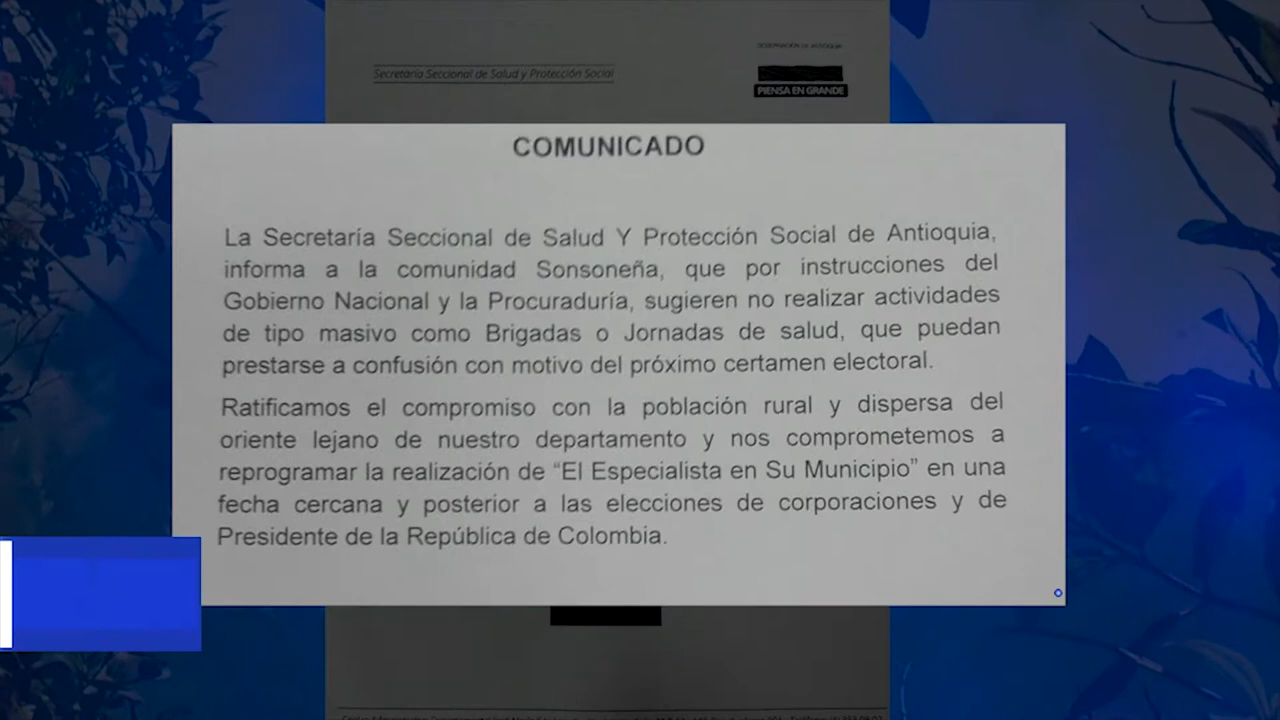 GOBERNACIÓN DE ANTIOQUIA
Secretaría Seccional de Salud y Protección Social
PIENSA EN GRANDE
COMUNICADO
La Secretaría Seccional de Salud Y Protección Social de Antioquia,
informa a la comunidad Sonsoneña, que por instrucciones del
Gobierno Nacional y la Procuraduría, sugieren no realizar actividades
de tipo masivo como Brigadas o Jornadas de salud, que puedan
prestarse a confusión con motivo del próximo certamen electoral.
Ratificamos el compromiso con la población rural y dispersa del
oriente lejano de nuestro departamento y nos comprometemos a
reprogramar la realización de “El Especialista en Su Municipio” en una
fecha cercana y posterior a las elecciones de corporaciones y de
Presidente de la República de Colombia.